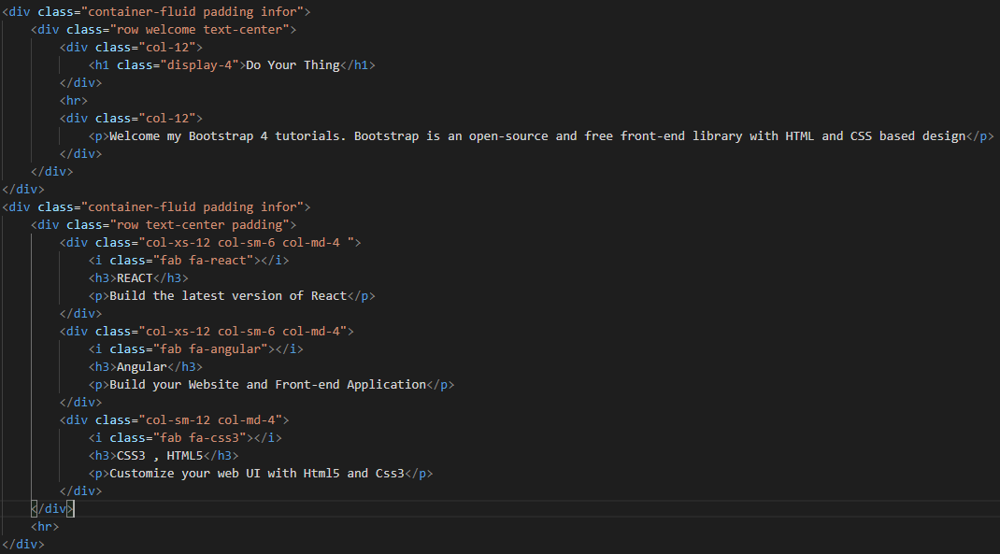 <div class="container-fluid padding infor">
    <div class="row welcome text-center">
        <div class="col-12">
            <h1 class="display-4">Do Your Thing</h1>
        </div>
        <hr>
        <div class="col-12">
            <p>Welcome my Bootstrap 4 tutorials. Bootstrap is an open-source and free front-end library with HTML and CSS based design</p>
        </div>
    </div>
</div>
<div class="container-fluid padding infor">
    <div class="row text-center padding">
        <div class="col-xs-12 col-sm-6 col-md-4 ">
            <i class="fab fa-react"></i>
            <h3>REACT</h3>
            <p>Build the latest version of React</p>
        </div>
        <div class="col-xs-12 col-sm-6 col-md-4">
            <i class="fab fa-angular"></i>
            <h3>Angular</h3>
            <p>Build your Website and Front-end Application</p>
        </div>
        <div class="col-sm-12 col-md-4">
            <i class="fab fa-css3"></i>
            <h3>CSS3 , HTML5</h3>
            <p>Customize your web UI with Html5 and Css3</p>
        </div>
    </div>
    <hr>
</div>